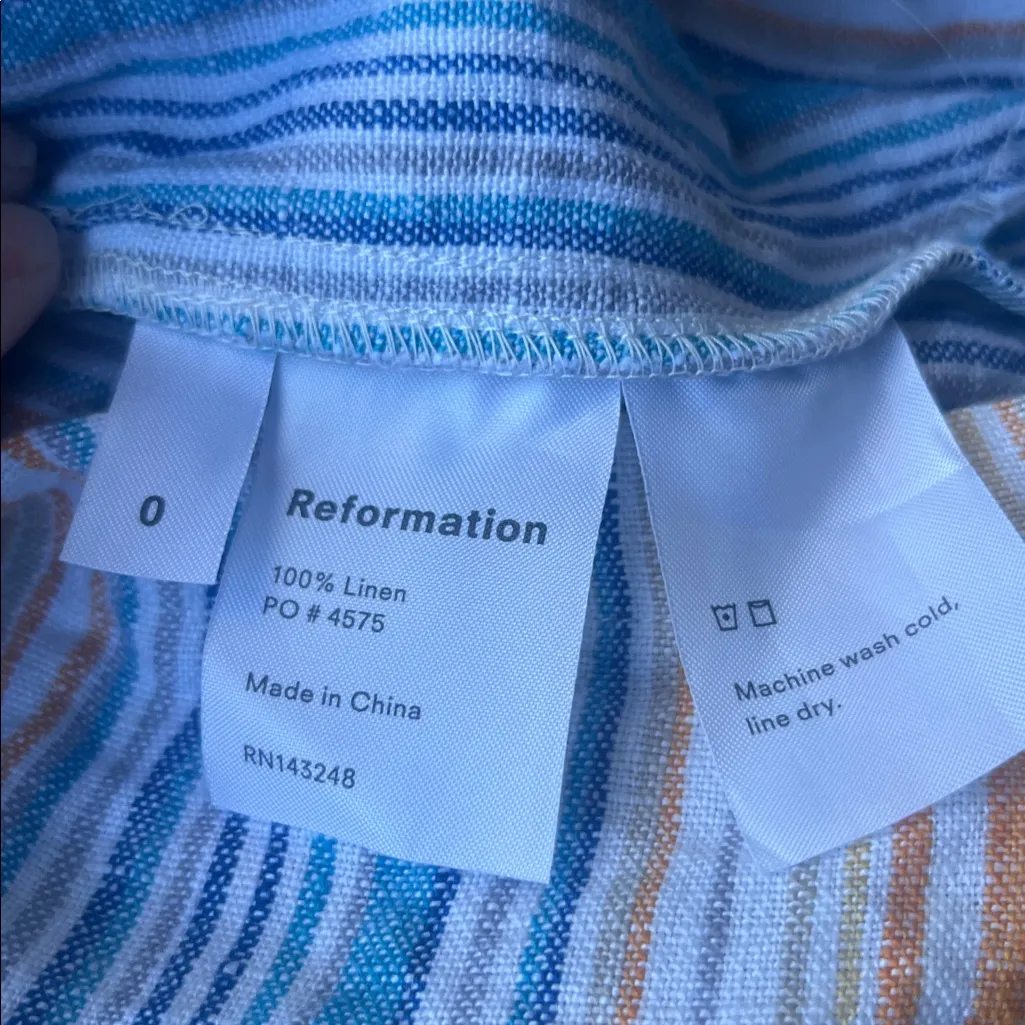 0
Reformation
100% Linen
PO # 4575
Made in China
RN143248
Machine wash cold,
line dry.